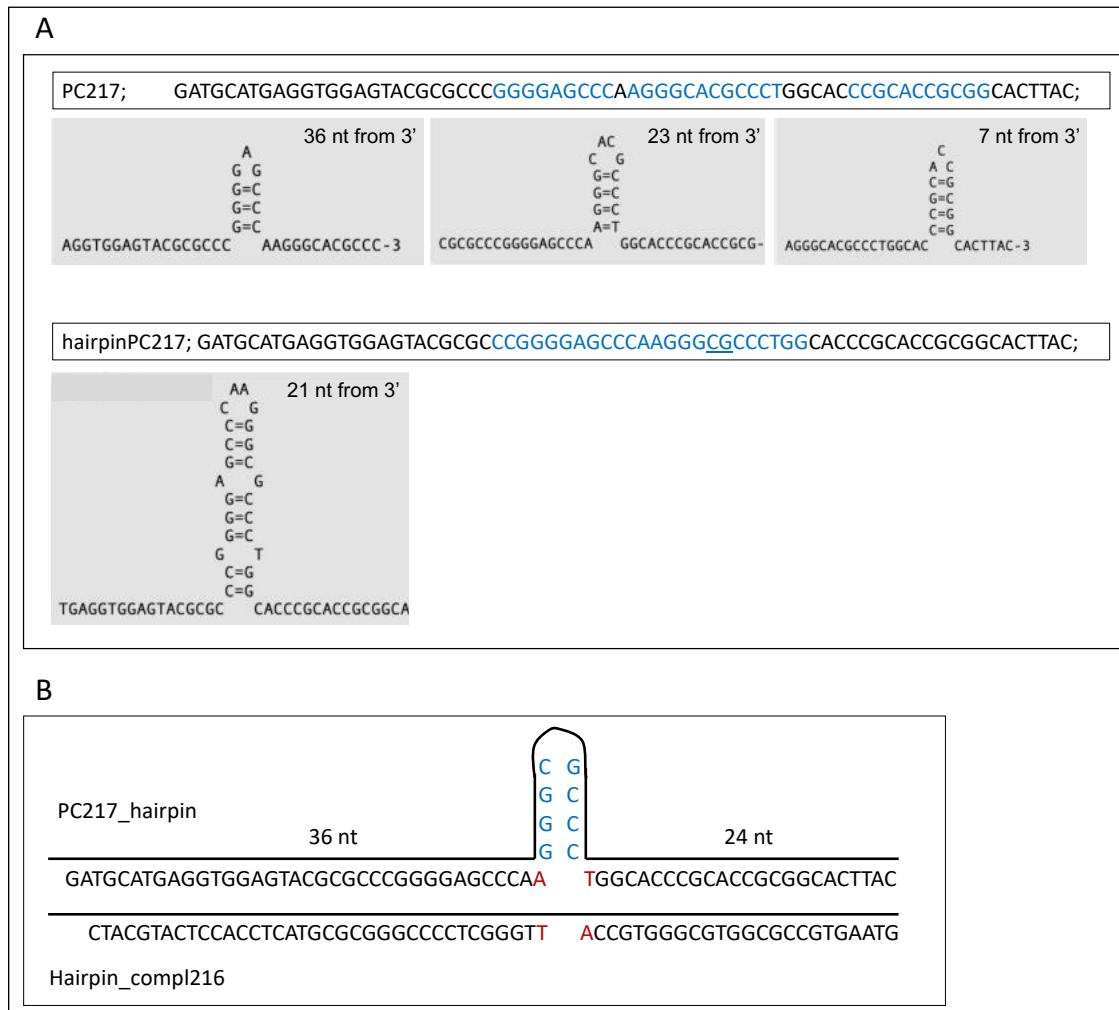 A
PC217; GATGCATGAGGTGGAGTACGCGCCCGGGGAGCCCAAGGGCACGCCCTGGCACCCGCACCGCGGCACTTAC;
36 nt from 3'
A
G G
G=C
G=C
G=C
AGGTGGAGTACGCGCCC AAGGGCACGCCC-3
23 nt from 3'
AC
C G
G=C
G=C
G=C
A=T
CGCGCCCGGGGAGCCCA GGCACCCGCACCGCG-
7 nt from 3'
C
A C
C=G
G=C
C=G
C=G
AGGGCACGCCCTGGCAC CACTTAC-3
hairpinPC217; GATGCATGAGGTGGAGTACGCGCCCGGGGAGCCCAAGGGCGCCCTGGCACCCGCACCGCGGCACTTAC;
21 nt from 3'
AA
C G
C=G
C=G
G=C
A G
G=C
G=C
G=C
G T
C=G
C=G
TGAGGTGGAGTACGCGC CACCCGCACCGCGGCA
B
PC217_hairpin
C G
G C
G C
G C
36 nt
24 nt
GATGCATGAGGTGGAGTACGCGCCCGGGGAGCCCAA TGGCACCCGCACCGCGGCACTTAC
CTACGTACTCCACCTCATGCGCGGGCCCCTCGGGTT ACCGTGGGCGTGGCGCCGTGAATG
Hairpin_compl216